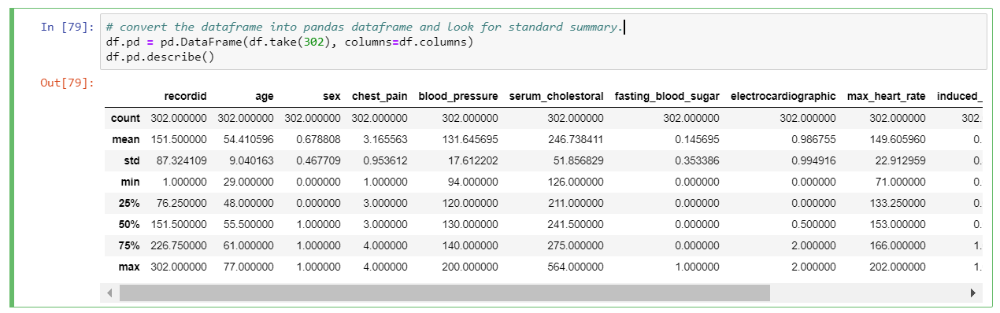 In [79]: # convert the dataframe into pandas dataframe and look for standard summary.
df.pd = pd.DataFrame(df.take(302), columns=df.columns)
df.pd.describe()
Out[79]:
recordid age sex chest_pain blood_pressure serum_cholestoral fasting_blood_sugar electrocardiographic max_heart_rate induced_
count 302.000000 302.000000 302.000000 302.000000 302.000000 302.000000 302.000000 302.000000 302.000000 302.
mean 151.500000 54.410596 0.678808 3.165563 131.645695 246.738411 0.145695 0.986755 149.605960 0.
std 87.324109 9.040163 0.467709 0.953612 17.612202 51.856829 0.353386 0.994916 22.912959 0.
min 1.000000 29.000000 0.000000 1.000000 94.000000 126.000000 0.000000 0.000000 71.000000 0.
25% 76.250000 48.000000 0.000000 3.000000 120.000000 211.000000 0.000000 0.000000 133.250000 0.
50% 151.500000 55.500000 1.000000 3.000000 130.000000 241.500000 0.000000 0.500000 153.000000 0.
75% 226.750000 61.000000 1.000000 4.000000 140.000000 275.000000 0.000000 2.000000 166.000000 1.
max 302.000000 77.000000 1.000000 4.000000 200.000000 564.000000 1.000000 2.000000 202.000000 1.